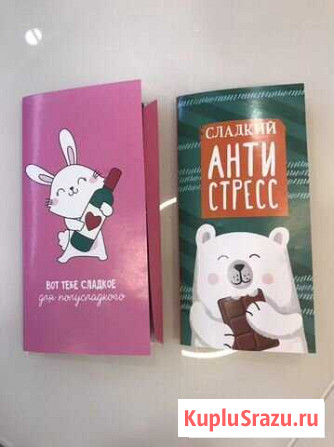 ВОТ ТЕБЕ СЛАДКОЕ
для полусладкого
СЛАДКИЙ
АНТИ
СТРЕСС
KupluSrazu.ru